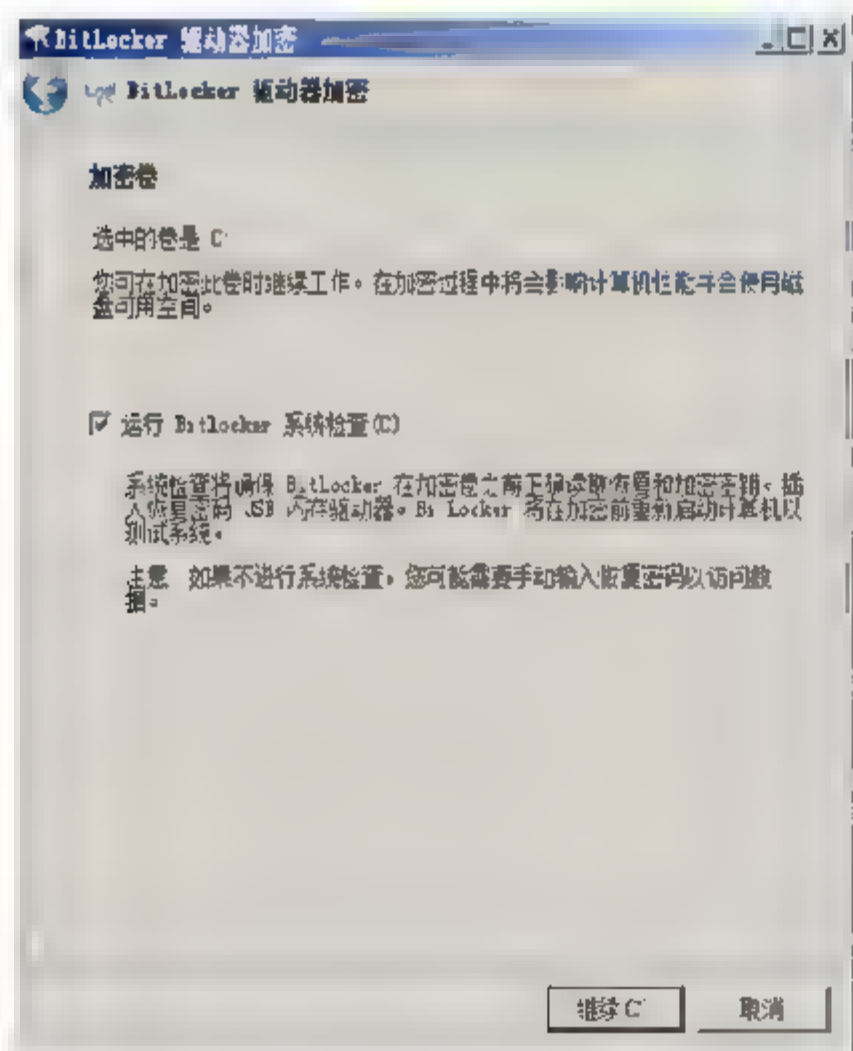 BitLocker 驱动器加密
BitLocker 驱动器加密
加密卷
选中的卷是 C:
您可在加密此卷时继续工作。在加密过程中将会影响计算机性能并会使用磁
盘可用空间。
运行 BitLocker 系统检查(C)
系统检查将确保 BitLocker 在加密卷之前正确读取恢复和加密密钥。插
入恢复密码 USB 内存驱动器。BitLocker 将在加密前重新启动计算机以
测试系统。
注意 如果不进行系统检查，您可能需要手动输入恢复密码以访问数
据。
继续 C
取消